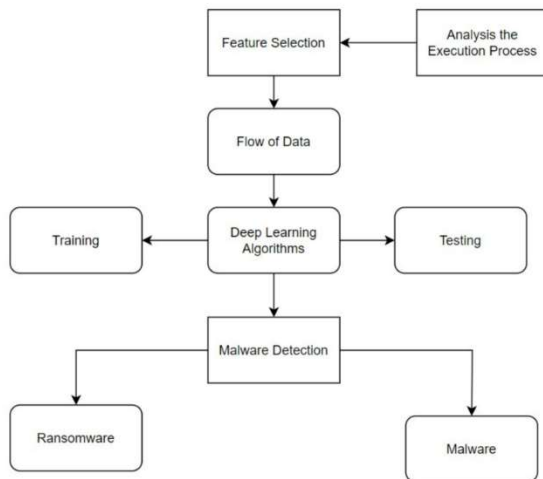 Feature Selection
Analysis the
Execution Process
Flow of Data
Training
Deep Learning
Algorithms
Testing
Malware Detection
Ransomware
Malware